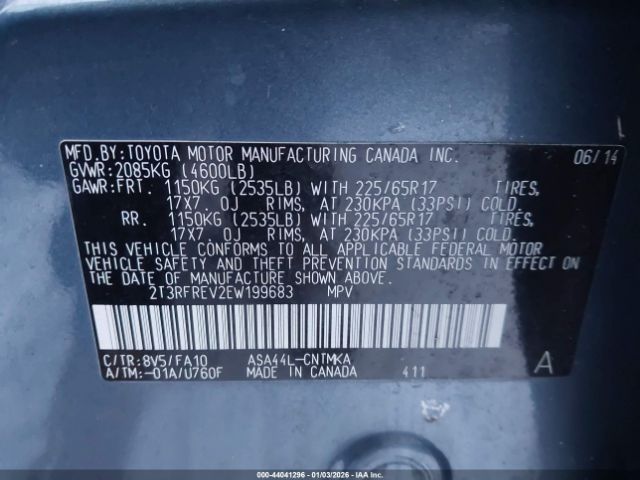 MFD.BY: TOYOTA MOTOR MANUFACTURING CANADA INC. 06/14
GVWR: 2085KG (4600LB)
GAWR: FRT. 1150KG (2535LB) WITH 225/65R17 TIRES,
17X7. 0J RIMS, AT 230KPA (33PSI) COLD.
RR. 1150KG (2535LB) WITH 225/65R17 TIRES,
17X7. 0J RIMS, AT 230KPA (33PSI) COLD.
THIS VEHICLE CONFORMS TO ALL APPLICABLE FEDERAL MOTOR
VEHICLE SAFETY AND THEFT PREVENTION STANDARDS IN EFFECT ON
THE DATE OF MANUFACTURE SHOWN ABOVE.
2T3RFREV2EW199683 MPV
C/TR: 8V5/FA10 ASA44L-CNTMKA A
A/TM:-01A/U760F MADE IN CANADA 411
000-44041296 - 01/03/2026 - IAAI.COM